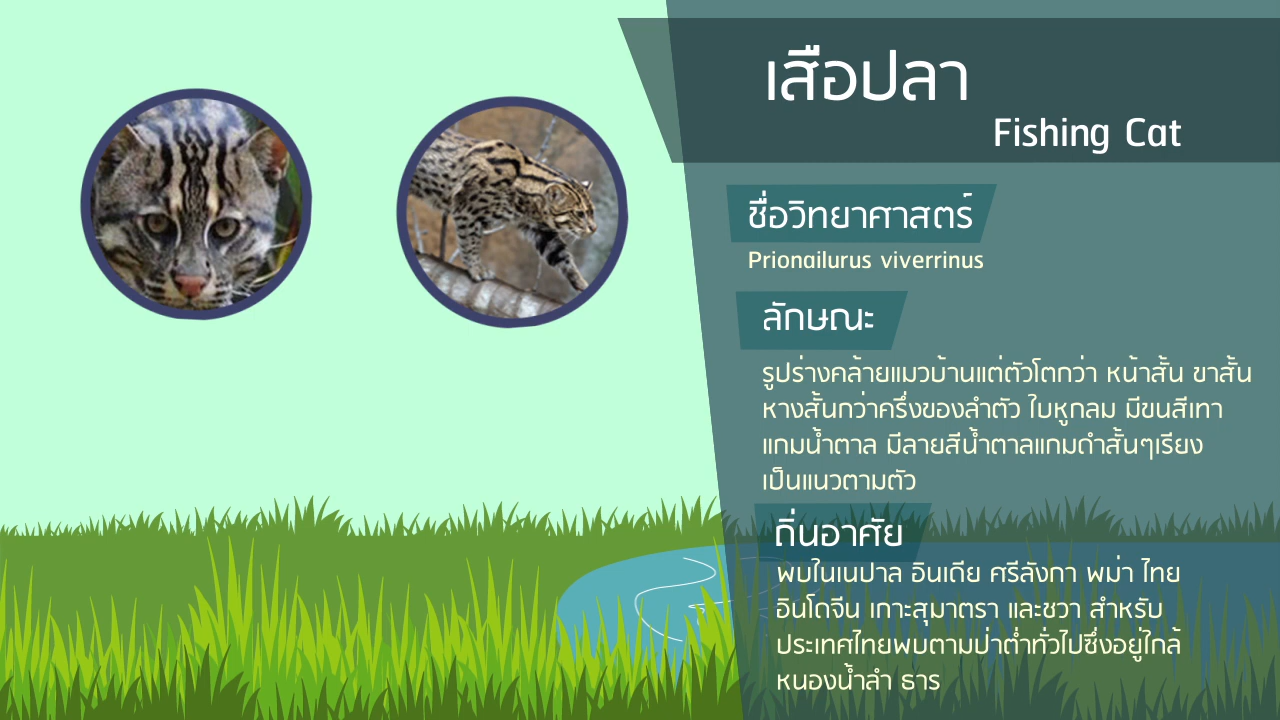 เสือปลา
Fishing Cat
ชื่อวิทยาศาสตร์
Prionailurus viverrinus
ลักษณะ
รูปร่างคล้ายแมวบ้านแต่ตัวโตกว่า หน้าสั้น ขาสั้น
หางสั้นกว่าครึ่งของลำตัว ใบหูกลม มีขนสีเทา
แกมน้ำตาล มีลายสีน้ำตาลแกมดำสั้นๆเรียง
เป็นแนวตามตัว
ถิ่นอาศัย
พบในเนปาล อินเดีย ศรีลังกา พม่า ไทย
อินโดจีน เกาะสุมาตรา และชวา สำหรับ
ประเทศไทยพบตามป่าต่ำทั่วไปซึ่งอยู่ใกล้
หนองน้ำลำ ธาร